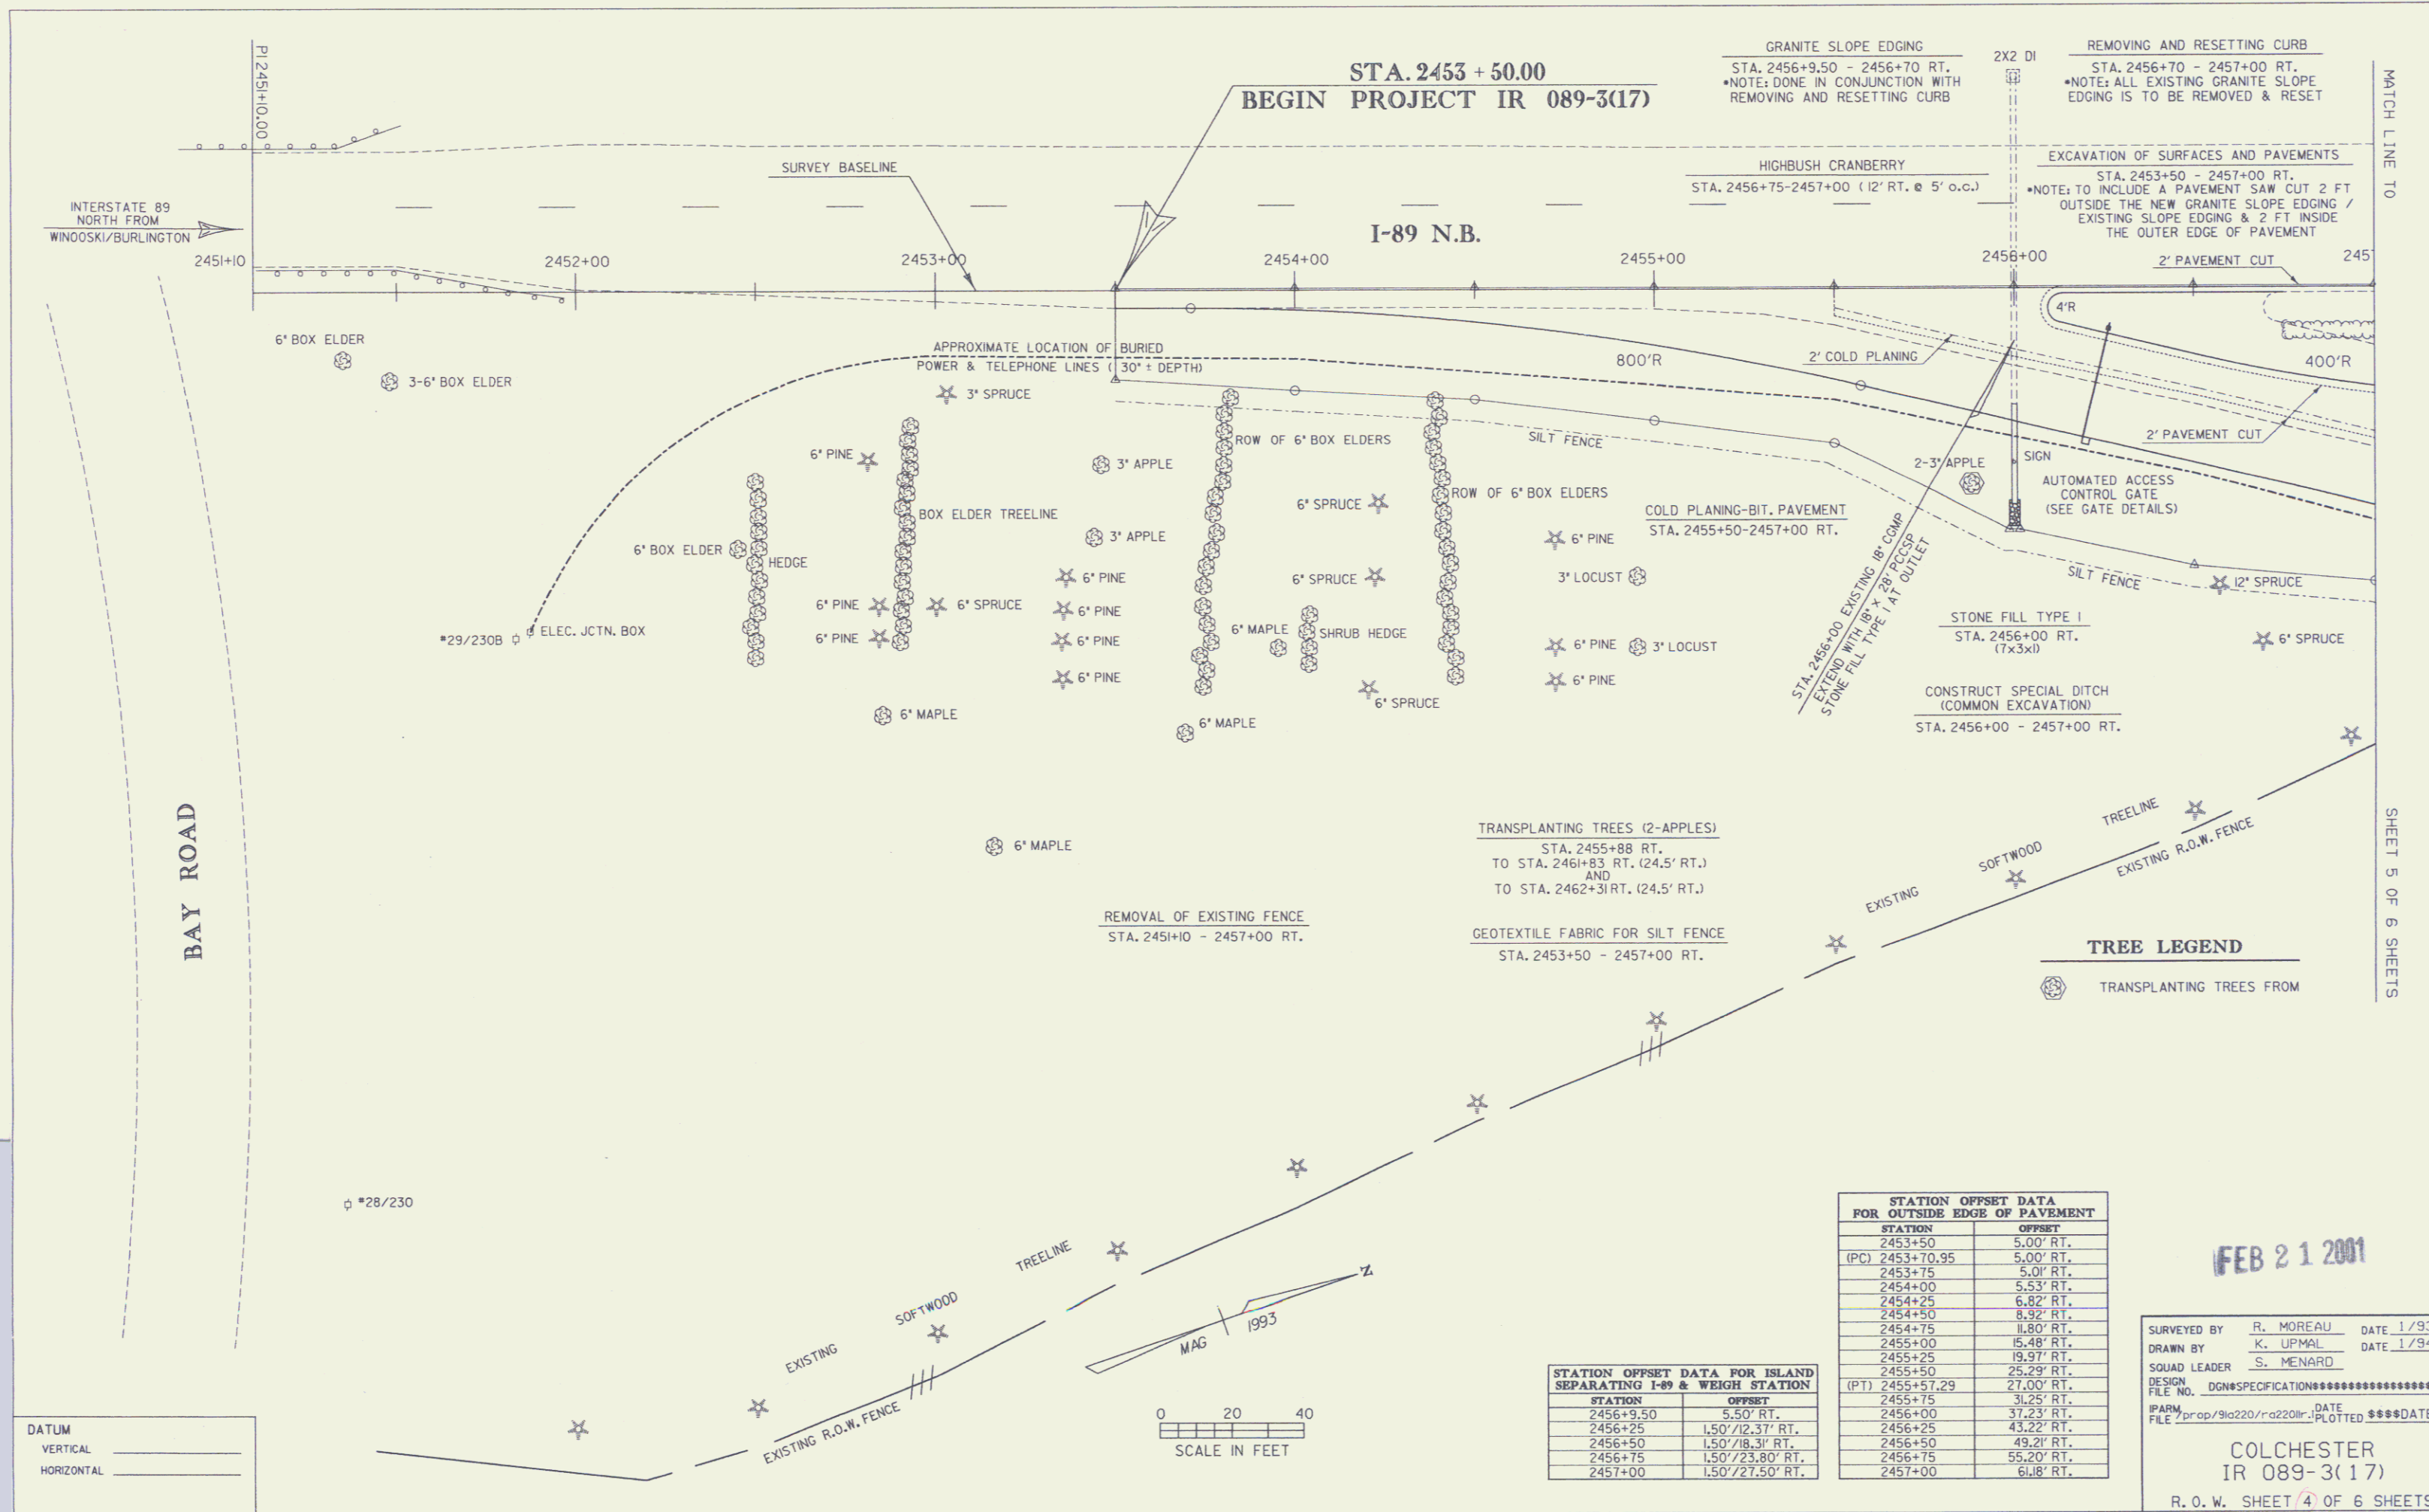 PI 2451+10.00
STA. 2453 + 50.00
BEGIN PROJECT IR 089-3(17)
GRANITE SLOPE EDGING
STA. 2456+9.50 - 2456+70 RT.
*NOTE: DONE IN CONJUNCTION WITH
REMOVING AND RESETTING CURB
2X2 DI
REMOVING AND RESETTING CURB
STA. 2456+70 - 2457+00 RT.
*NOTE: ALL EXISTING GRANITE SLOPE
EDGING IS TO BE REMOVED & RESET
MATCH LINE TO
SURVEY BASELINE
HIGHBUSH CRANBERRY
STA. 2456+75-2457+00 (12' RT. @ 5' o.c.)
EXCAVATION OF SURFACES AND PAVEMENTS
STA. 2453+50 - 2457+00 RT.
*NOTE: TO INCLUDE A PAVEMENT SAW CUT 2 FT
OUTSIDE THE NEW GRANITE SLOPE EDGING /
EXISTING SLOPE EDGING & 2 FT INSIDE
THE OUTER EDGE OF PAVEMENT
INTERSTATE 89
NORTH FROM
WINOOSKI/BURLINGTON
I-89 N.B.
2451+10
2452+00
2453+00
2454+00
2455+00
2456+00
2' PAVEMENT CUT
2457
4'R
6" BOX ELDER
3-6" BOX ELDER
APPROXIMATE LOCATION OF BURIED
POWER & TELEPHONE LINES (30" ± DEPTH)
800'R
2' COLD PLANING
400'R
3" SPRUCE
ROW OF 6" BOX ELDERS
SILT FENCE
2' PAVEMENT CUT
6" PINE
3" APPLE
2-3" APPLE
SIGN
6" SPRUCE
ROW OF 6" BOX ELDERS
AUTOMATED ACCESS
CONTROL GATE
(SEE GATE DETAILS)
BOX ELDER TREELINE
COLD PLANING-BIT. PAVEMENT
STA. 2455+50-2457+00 RT.
3" APPLE
6" PINE
6" BOX ELDER
HEDGE
6" PINE
6" SPRUCE
3" LOCUST
STA. 2456+00 EXISTING 18" CGMP
EXTEND WITH 18" X 28' PCCSP
STONE FILL TYPE I AT OUTLET
SILT FENCE
12" SPRUCE
6" PINE
6" SPRUCE
6" PINE
#29/230B
ELEC. JCTN. BOX
6" PINE
6" PINE
6" MAPLE
SHRUB HEDGE
6" PINE
3" LOCUST
STONE FILL TYPE I
STA. 2456+00 RT.
(7x3x1)
6" SPRUCE
6" PINE
6" SPRUCE
6" PINE
6" MAPLE
6" MAPLE
CONSTRUCT SPECIAL DITCH
(COMMON EXCAVATION)
STA. 2456+00 - 2457+00 RT.
BAY ROAD
6" MAPLE
TRANSPLANTING TREES (2-APPLES)
STA. 2455+88 RT.
TO STA. 2461+83 RT. (24.5' RT.)
AND
TO STA. 2462+31 RT. (24.5' RT.)
EXISTING
SOFTWOOD
TREELINE
EXISTING R.O.W. FENCE
SHEET 5 OF 6 SHEETS
REMOVAL OF EXISTING FENCE
STA. 2451+10 - 2457+00 RT.
GEOTEXTILE FABRIC FOR SILT FENCE
STA. 2453+50 - 2457+00 RT.
TREE LEGEND
TRANSPLANTING TREES FROM
#28/230
EXISTING
SOFTWOOD
TREELINE
EXISTING R.O.W. FENCE
MAG
1993
Z
0 20 40
SCALE IN FEET
DATUM
VERTICAL
HORIZONTAL
STATION OFFSET DATA FOR ISLAND
SEPARATING I-89 & WEIGH STATION
STATION OFFSET
2456+9.50 5.50' RT.
2456+25 1.50'/12.37' RT.
2456+50 1.50'/18.31' RT.
2456+75 1.50'/23.80' RT.
2457+00 1.50'/27.50' RT.
STATION OFFSET DATA
FOR OUTSIDE EDGE OF PAVEMENT
STATION OFFSET
2453+50 5.00' RT.
(PC) 2453+70.95 5.00' RT.
2453+75 5.01' RT.
2454+00 5.53' RT.
2454+25 6.82' RT.
2454+50 8.92' RT.
2454+75 11.80' RT.
2455+00 15.48' RT.
2455+25 19.97' RT.
2455+50 25.29' RT.
(PT) 2455+57.29 27.00' RT.
2455+75 31.25' RT.
2456+00 37.23' RT.
2456+25 43.22' RT.
2456+50 49.21' RT.
2456+75 55.20' RT.
2457+00 61.18' RT.
FEB 21 2001
SURVEYED BY R. MOREAU DATE 1/93
DRAWN BY K. UPMAL DATE 1/94
SQUAD LEADER S. MENARD
DESIGN FILE NO.
IPARM FILE DATE PLOTTED $$$$DATE
COLCHESTER
IR 089-3(17)
R.O.W. SHEET 4 OF 6 SHEETS